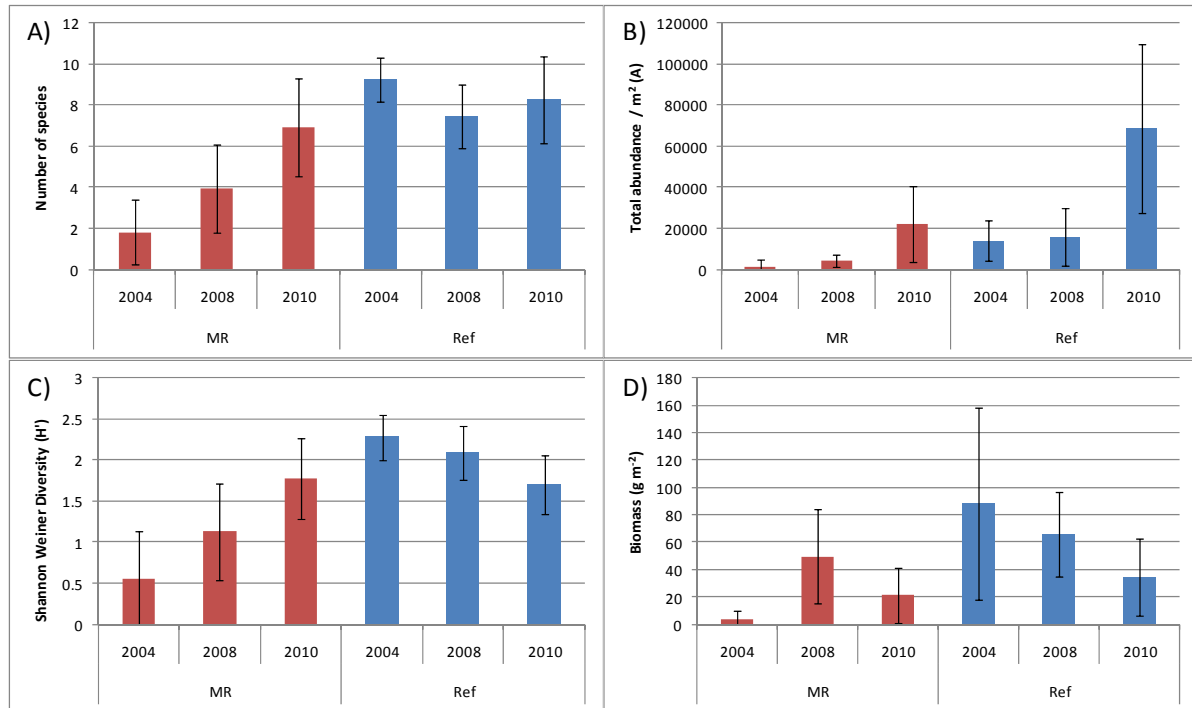 A)
Number of species
12
10
8
6
4
2
0
2004 2008 2010 2004 2008 2010
MR Ref
B)
Total abundance / m² (A)
120000
100000
80000
60000
40000
20000
0
2004 2008 2010 2004 2008 2010
MR Ref
C)
Shannon Weiner Diversity (H')
3
2.5
2
1.5
1
0.5
0
2004 2008 2010 2004 2008 2010
MR Ref
D)
Biomass (g m⁻²)
180
160
140
120
100
80
60
40
20
0
2004 2008 2010 2004 2008 2010
MR Ref